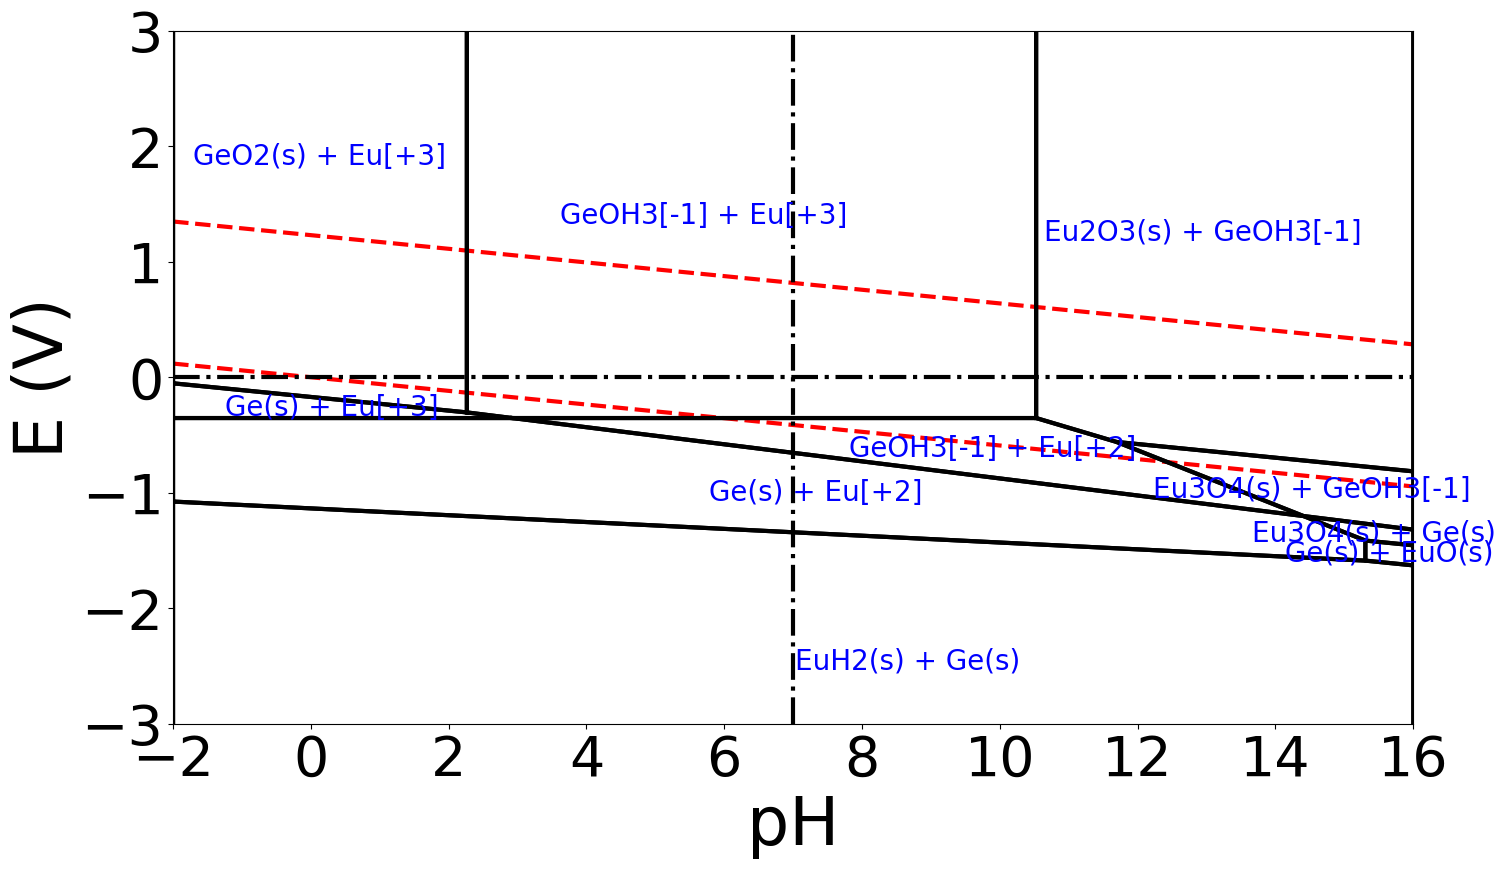 3
2
1
0
−1
−2
−3
E (V)
GeO2(s) + Eu[+3]
GeOH3[-1] + Eu[+3]
Eu2O3(s) + GeOH3[-1]
Ge(s) + Eu[+3]
GeOH3[-1] + Eu[+2]
Ge(s) + Eu[+2]
Eu3O4(s) + GeOH3[-1]
Eu3O4(s) + Ge(s)
Ge(s) + EuO(s)
EuH2(s) + Ge(s)
−2 0 2 4 6 8 10 12 14 16
pH